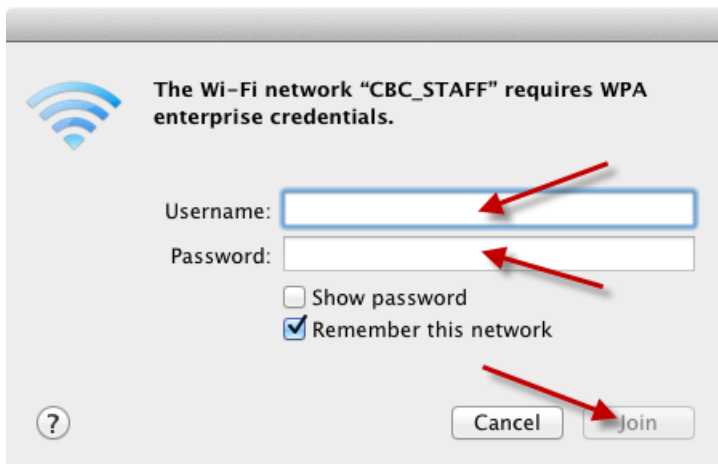 The Wi-Fi network “CBC_STAFF” requires WPA
enterprise credentials.
Username:
Password:
Show password
Remember this network
?
Cancel
Join